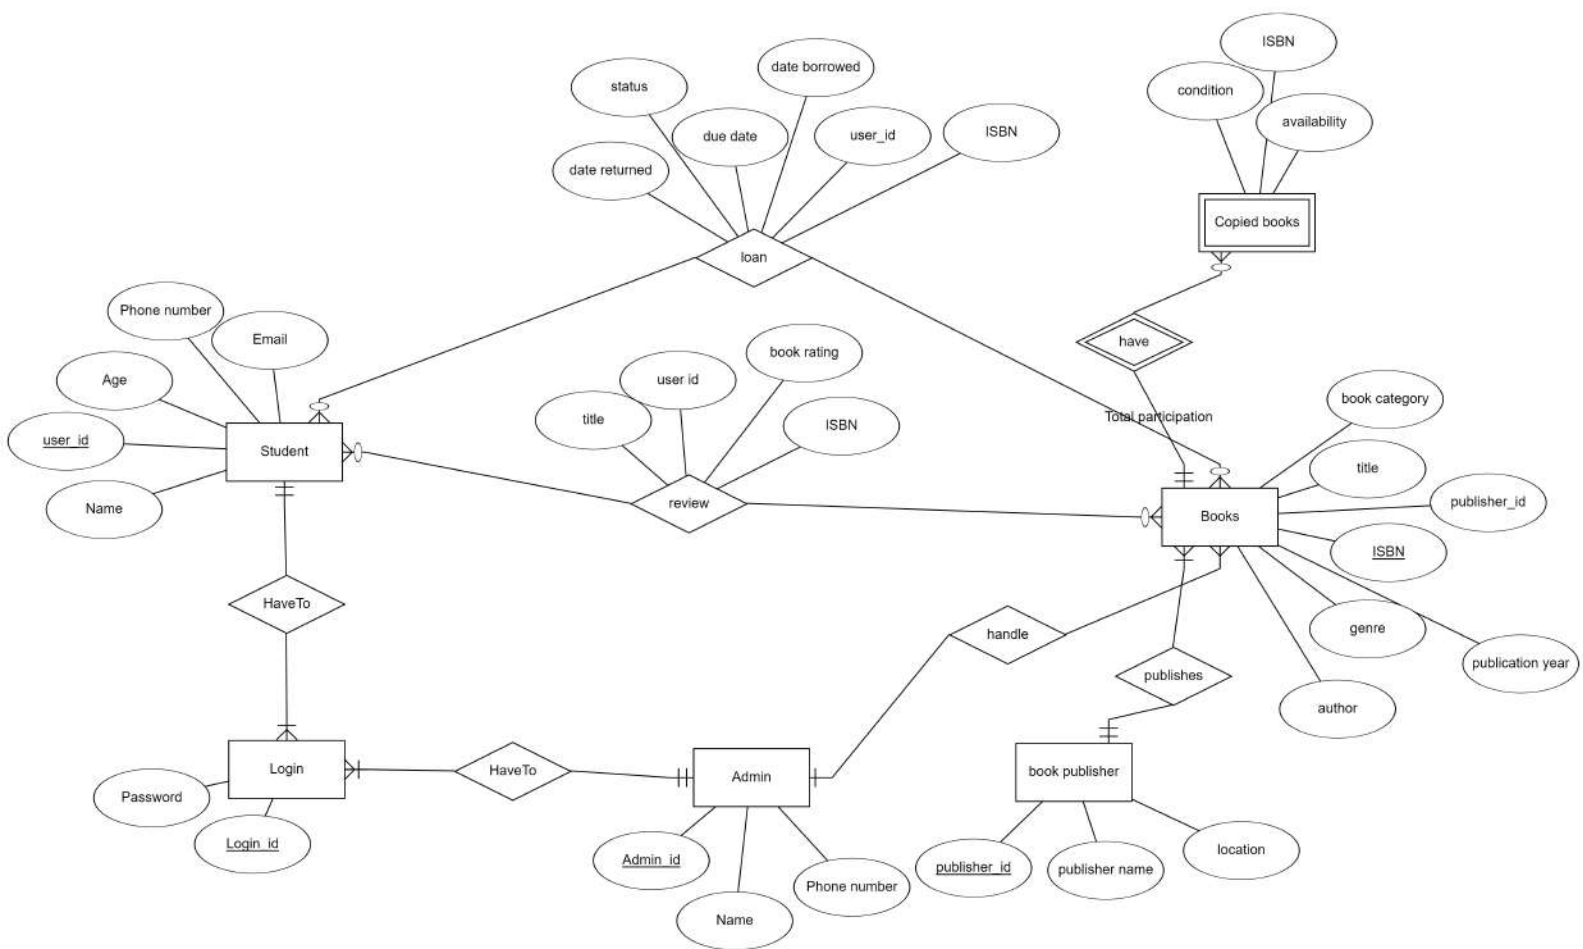 ISBN
date borrowed
status
condition
availability
due date
user_id
ISBN
date returned
Copied books
loan
Phone number
Email
have
book rating
user id
Age
title
ISBN
Total participation
book category
user_id
Student
title
Name
review
Books
publisher_id
ISBN
HaveTo
handle
genre
publication year
publishes
author
Login
HaveTo
Admin
book publisher
Password
Login_id
Admin_id
Name
Phone number
publisher_id
publisher name
location